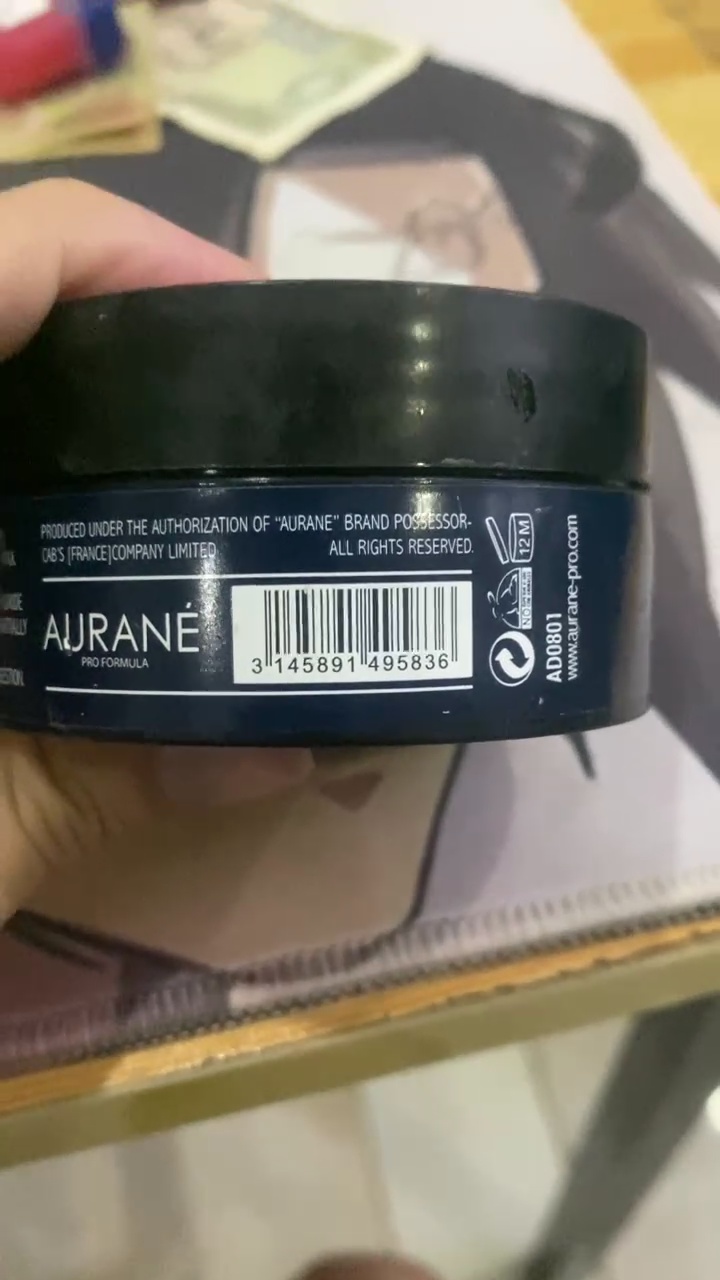 PRODUCED UNDER THE AUTHORIZATION OF "AURANE" BRAND POSSESSOR-
CAB'S [FRANCE]COMPANY LIMITED ALL RIGHTS RESERVED.
AURANÉ
PRO FORMULA
3 145891 495836
12 M
AD0801
www.aurane-pro.com